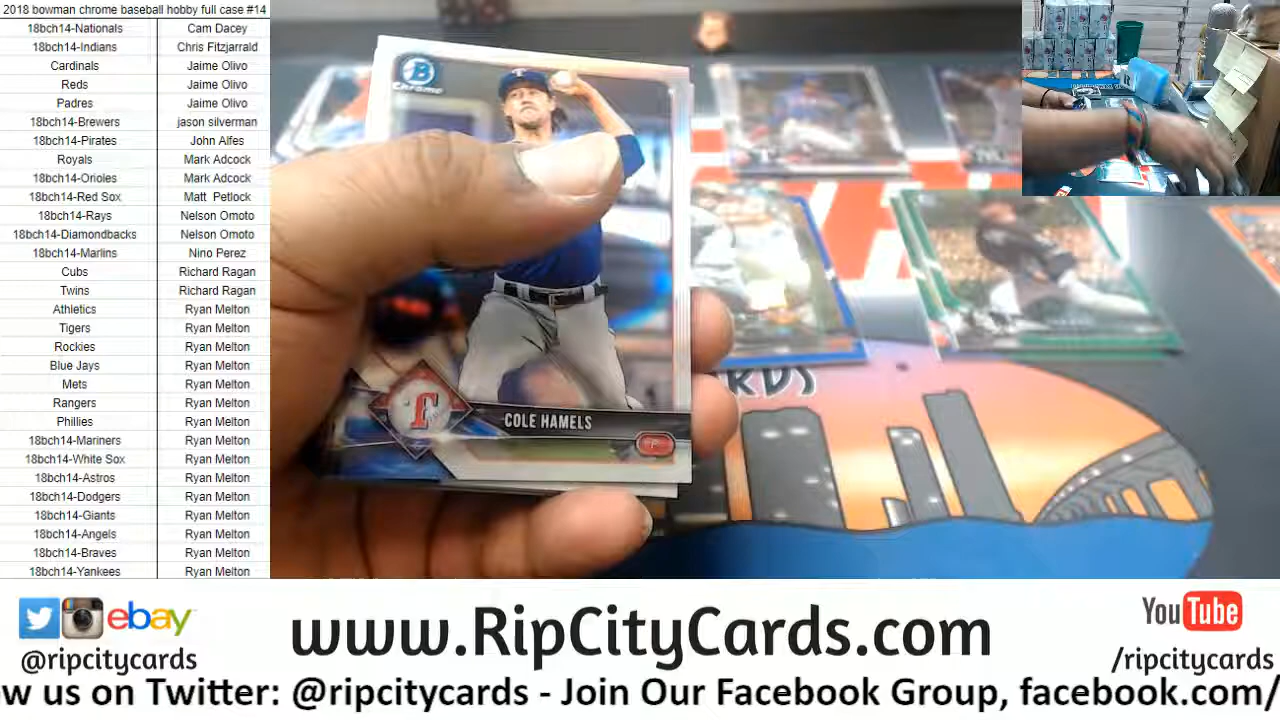 2018 bowman chrome baseball hobby full case #14
18bch14-Nationals Cam Dacey
18bch14-Indians Chris Fitzjarrald
Cardinals Jaime Olivo
Reds Jaime Olivo
Padres Jaime Olivo
18bch14-Brewers jason silverman
18bch14-Pirates John Alfes
Royals Mark Adcock
18bch14-Orioles Mark Adcock
18bch14-Red Sox Matt Petlock
18bch14-Rays Nelson Omoto
18bch14-Diamondbacks Nelson Omoto
18bch14-Marlins Nino Perez
Cubs Richard Ragan
Twins Richard Ragan
Athletics Ryan Melton
Tigers Ryan Melton
Rockies Ryan Melton
Blue Jays Ryan Melton
Mets Ryan Melton
Rangers Ryan Melton
Phillies Ryan Melton
18bch14-Mariners Ryan Melton
18bch14-White Sox Ryan Melton
18bch14-Astros Ryan Melton
18bch14-Dodgers Ryan Melton
18bch14-Giants Ryan Melton
18bch14-Angels Ryan Melton
18bch14-Braves Ryan Melton
18bch14-Yankees Ryan Melton
B
Chrome
T
COLE HAMELS
P
RDS
ebay
@ripcitycards
www.RipCityCards.com
YouTube
/ripcitycards
ow us on Twitter: @ripcitycards - Join Our Facebook Group, facebook.com/